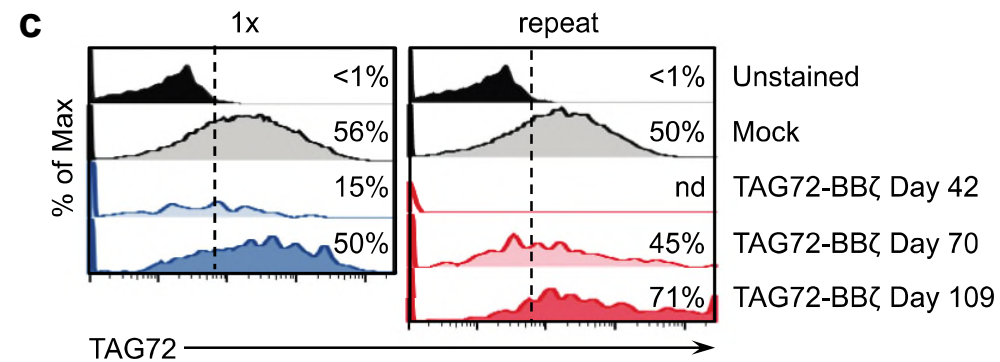 c
1x
repeat
% of Max
<1%
<1%
Unstained
56%
50%
Mock
15%
nd
TAG72-BBζ Day 42
50%
45%
TAG72-BBζ Day 70
71%
TAG72-BBζ Day 109
TAG72